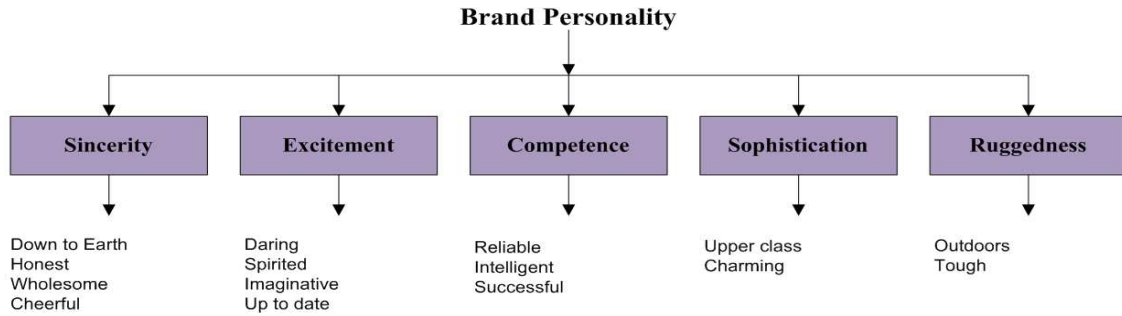 Brand Personality
Sincerity
Excitement
Competence
Sophistication
Ruggedness
Down to Earth
Honest
Wholesome
Cheerful
Daring
Spirited
Imaginative
Up to date
Reliable
Intelligent
Successful
Upper class
Charming
Outdoors
Tough